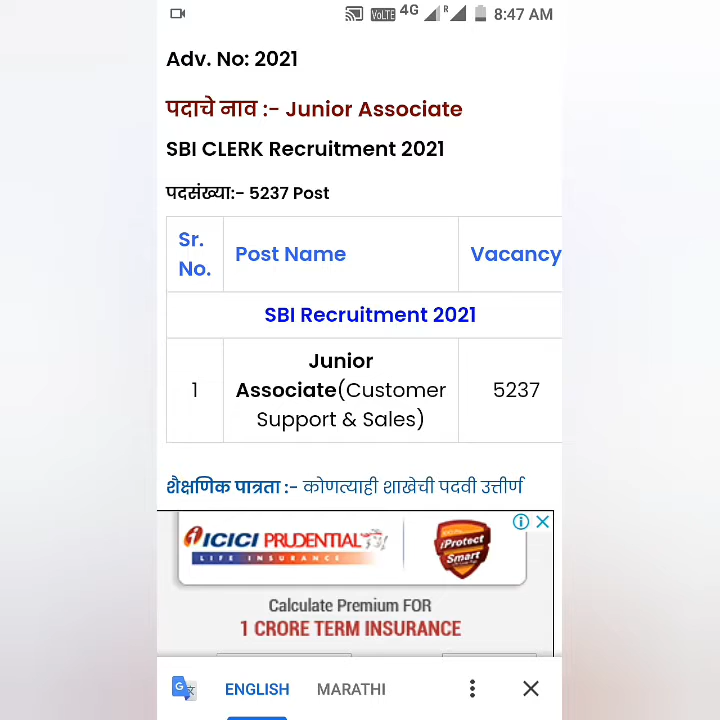 4G R 8:47 AM
VoLTE
Adv. No: 2021
पदाचे नाव :- Junior Associate
SBI CLERK Recruitment 2021
पदसंख्या:- 5237 Post
Sr. No.
Post Name
Vacancy
SBI Recruitment 2021
1
Junior
Associate(Customer
Support & Sales)
5237
शैक्षणिक पात्रता :- कोणत्याही शाखेची पदवी उत्तीर्ण
ICICI PRUDENTIAL
LIFE INSURANCE
iProtect
Smart
Calculate Premium FOR
1 CRORE TERM INSURANCE
ENGLISH MARATHI